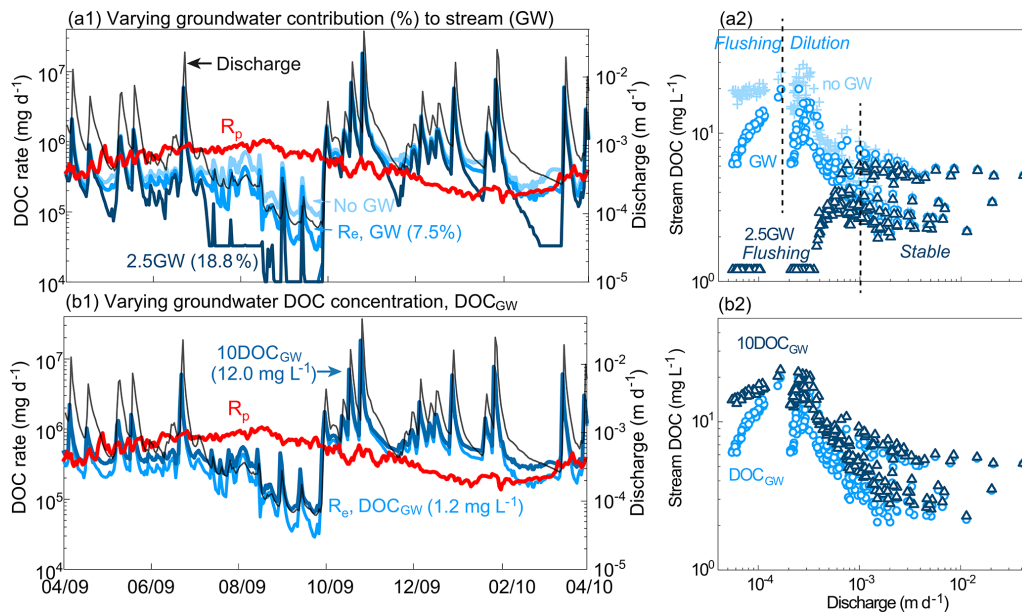 (a1) Varying groundwater contribution (%) to stream (GW)
DOC rate (mg d⁻¹)
10⁷
10⁶
10⁵
10⁴
Discharge
Rₚ
No GW
Rₑ, GW (7.5%)
2.5GW (18.8%)
10⁻²
10⁻³
10⁻⁴
10⁻⁵
Discharge (m d⁻¹)
(a2)
Flushing Dilution
no GW
GW
2.5GW
Flushing
Stable
Stream DOC (mg L⁻¹)
10¹
10⁰
(b1) Varying groundwater DOC concentration, DOC_GW
DOC rate (mg d⁻¹)
10⁷
10⁶
10⁵
10⁴
10DOC_GW
(12.0 mg L⁻¹)
Rₚ
Rₑ, DOC_GW (1.2 mg L⁻¹)
10⁻²
10⁻³
10⁻⁴
10⁻⁵
Discharge (m d⁻¹)
04/09 06/09 08/09 10/09 12/09 02/10 04/10
(b2)
10DOC_GW
DOC_GW
Stream DOC (mg L⁻¹)
10¹
10⁰
10⁻⁴ 10⁻³ 10⁻²
Discharge (m d⁻¹)